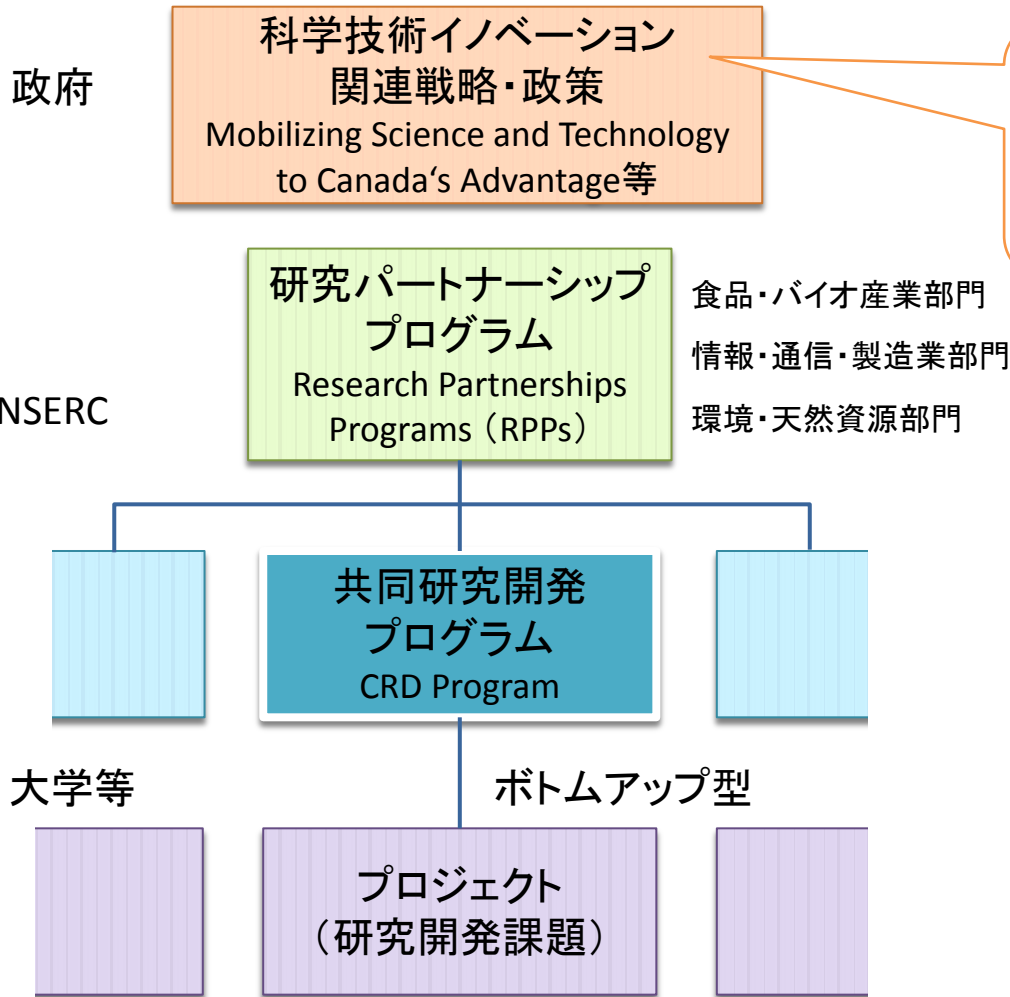 政府
科学技術イノベーション
関連戦略・政策
Mobilizing Science and Technology
to Canada‘s Advantage等
研究パートナーシップ
プログラム
Research Partnerships
Programs（RPPs）
NSERC
食品・バイオ産業部門
情報・通信・製造業部門
環境・天然資源部門
共同研究開発
プログラム
CRD Program
大学等
ボトムアップ型
プロジェクト
（研究開発課題）